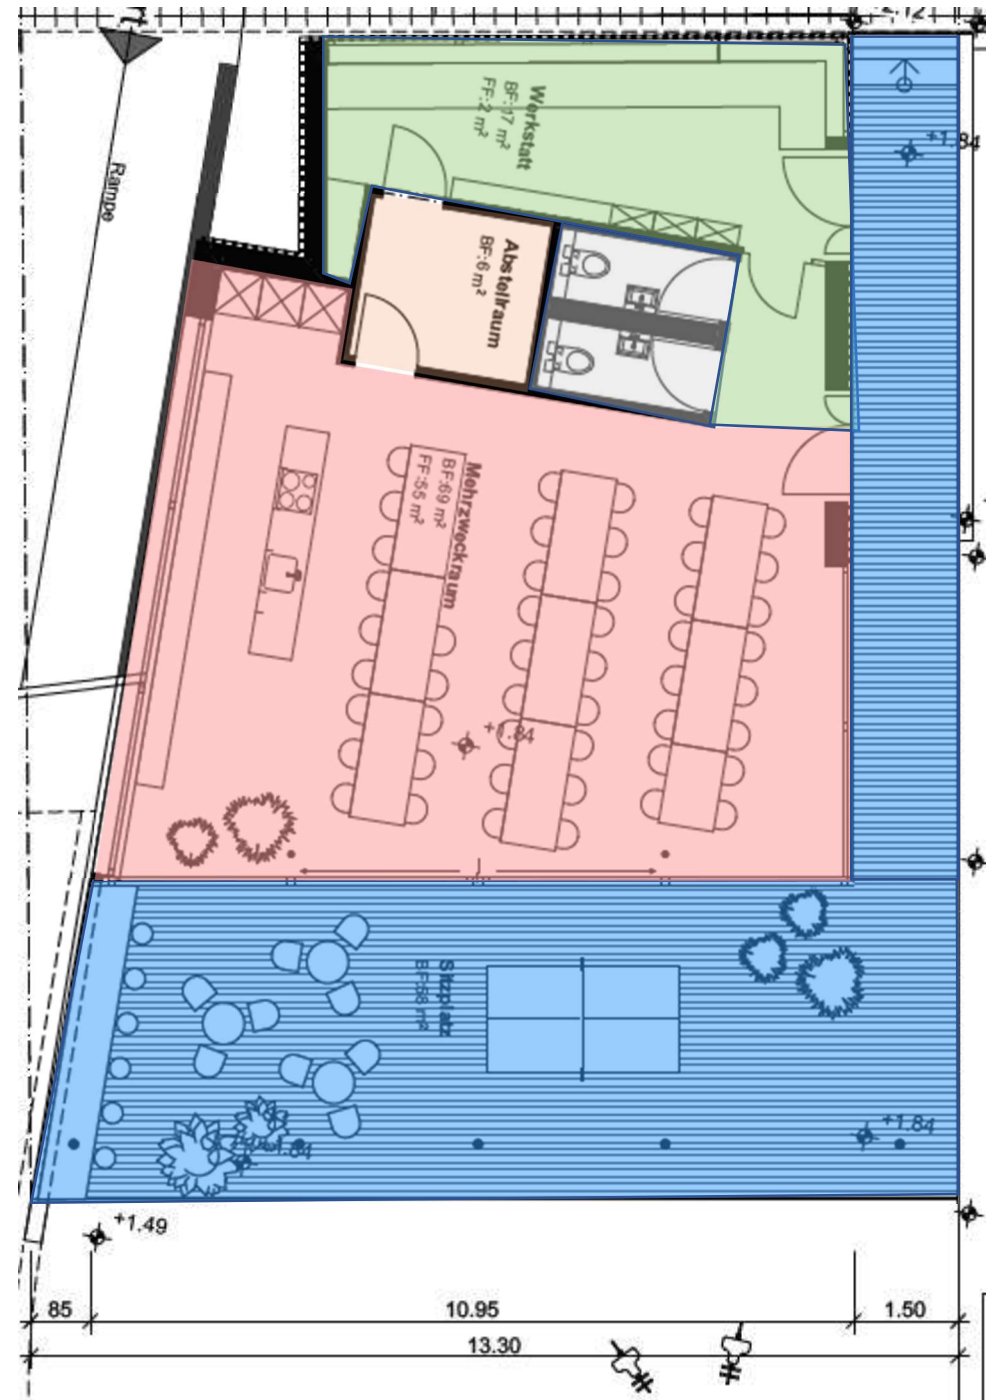 Rampe
Werkstatt
BF:17 m²
FF:2 m²
+1.84
Abstellraum
BF:6 m²
Mehrzweckraum
BF:69 m²
FF:55 m²
+1.84
Sitzplatz
BF:58 m²
+1.84
+1.49
85
10.95
1.50
13.30